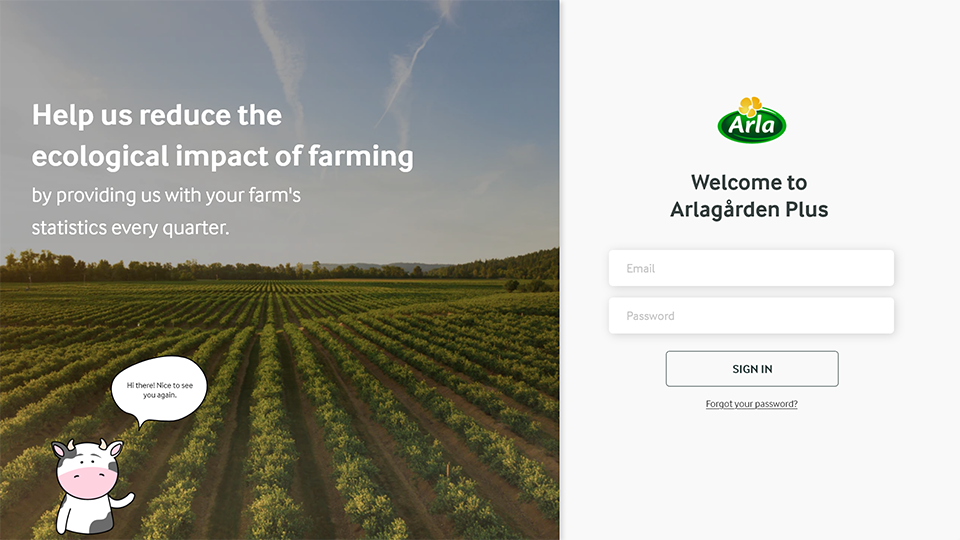 Help us reduce the
ecological impact of farming
by providing us with your farm's
statistics every quarter.
Hi there! Nice to see
you again.
Arla
Welcome to
Arlagården Plus
Email
Password
SIGN IN
Forgot your password?